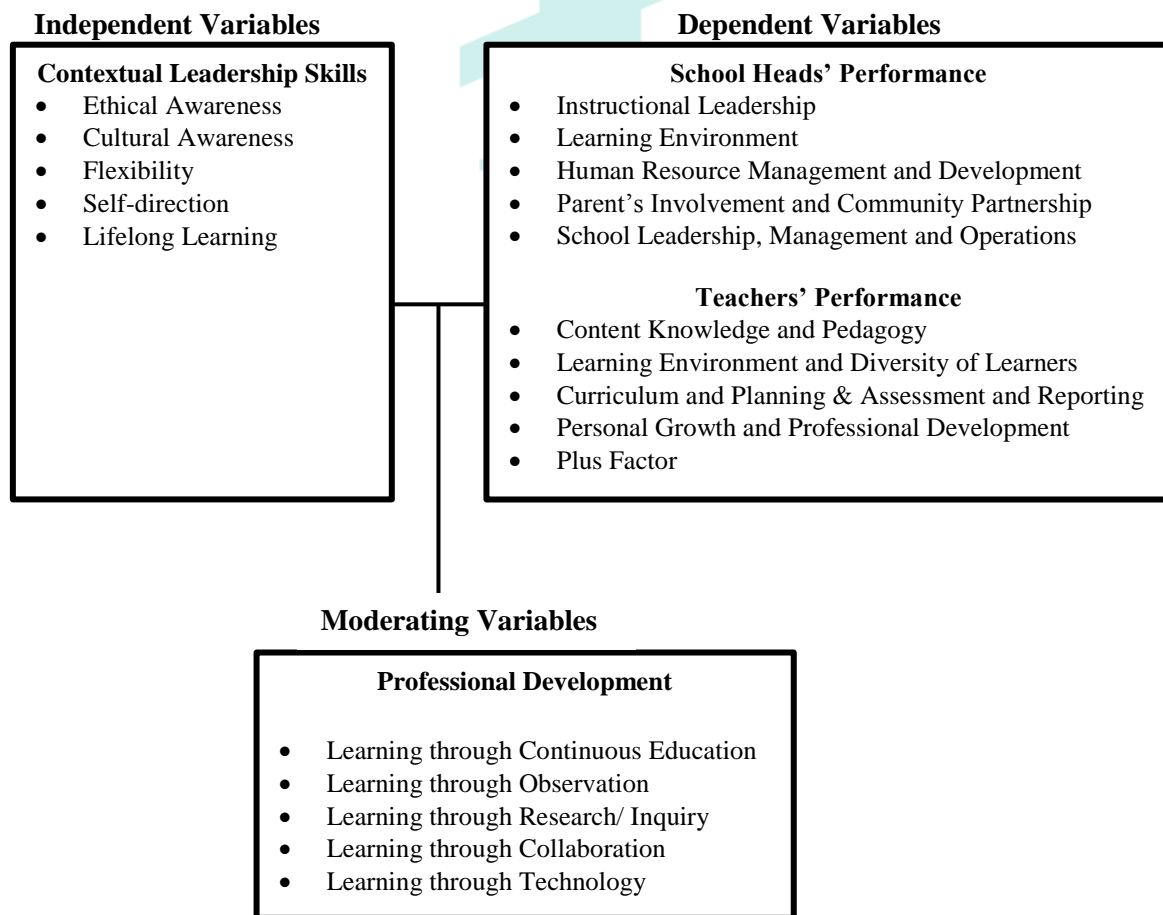 Independent Variables
Contextual Leadership Skills
• Ethical Awareness
• Cultural Awareness
• Flexibility
• Self-direction
• Lifelong Learning
Dependent Variables
School Heads’ Performance
• Instructional Leadership
• Learning Environment
• Human Resource Management and Development
• Parent’s Involvement and Community Partnership
• School Leadership, Management and Operations
Teachers’ Performance
• Content Knowledge and Pedagogy
• Learning Environment and Diversity of Learners
• Curriculum and Planning & Assessment and Reporting
• Personal Growth and Professional Development
• Plus Factor
Moderating Variables
Professional Development
• Learning through Continuous Education
• Learning through Observation
• Learning through Research/ Inquiry
• Learning through Collaboration
• Learning through Technology